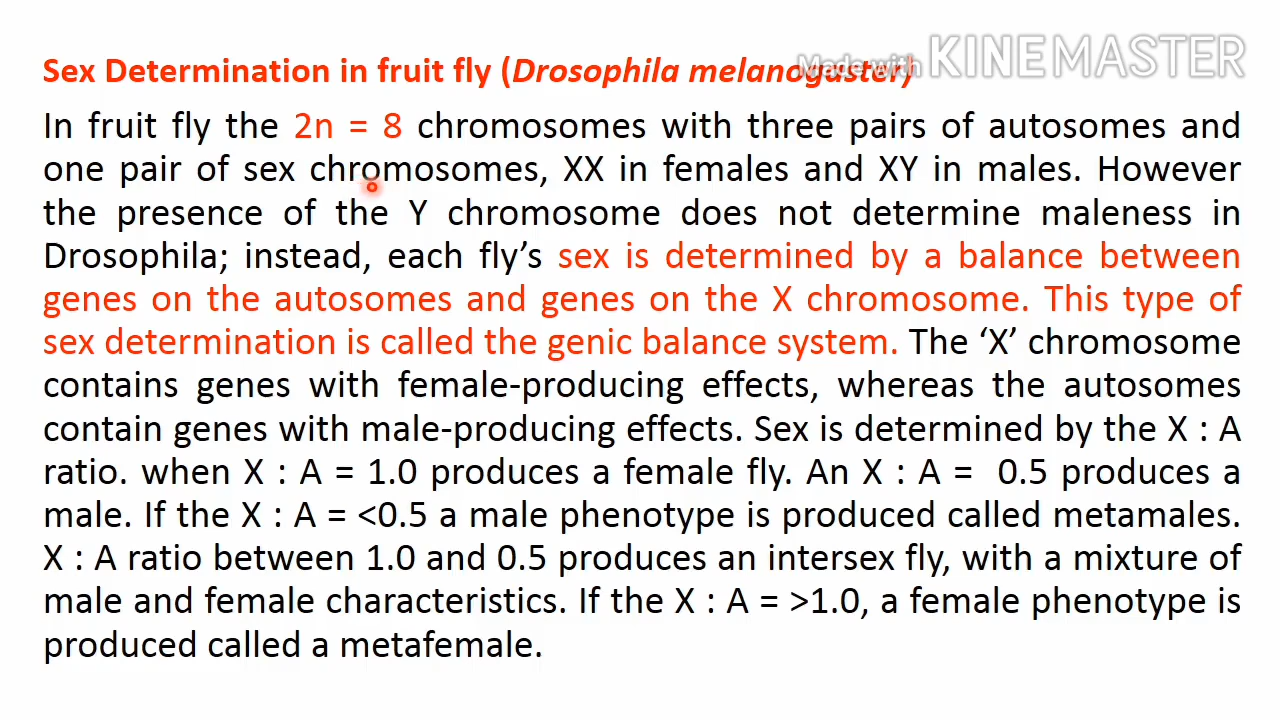 Made with KINEMASTER
Sex Determination in fruit fly (Drosophila melanogaster)
In fruit fly the 2n = 8 chromosomes with three pairs of autosomes and
one pair of sex chromosomes, XX in females and XY in males. However
the presence of the Y chromosome does not determine maleness in
Drosophila; instead, each fly’s sex is determined by a balance between
genes on the autosomes and genes on the X chromosome. This type of
sex determination is called the genic balance system. The ‘X’ chromosome
contains genes with female-producing effects, whereas the autosomes
contain genes with male-producing effects. Sex is determined by the X : A
ratio. when X : A = 1.0 produces a female fly. An X : A =  0.5 produces a
male. If the X : A = <0.5 a male phenotype is produced called metamales.
X : A ratio between 1.0 and 0.5 produces an intersex fly, with a mixture of
male and female characteristics. If the X : A = >1.0, a female phenotype is
produced called a metafemale.